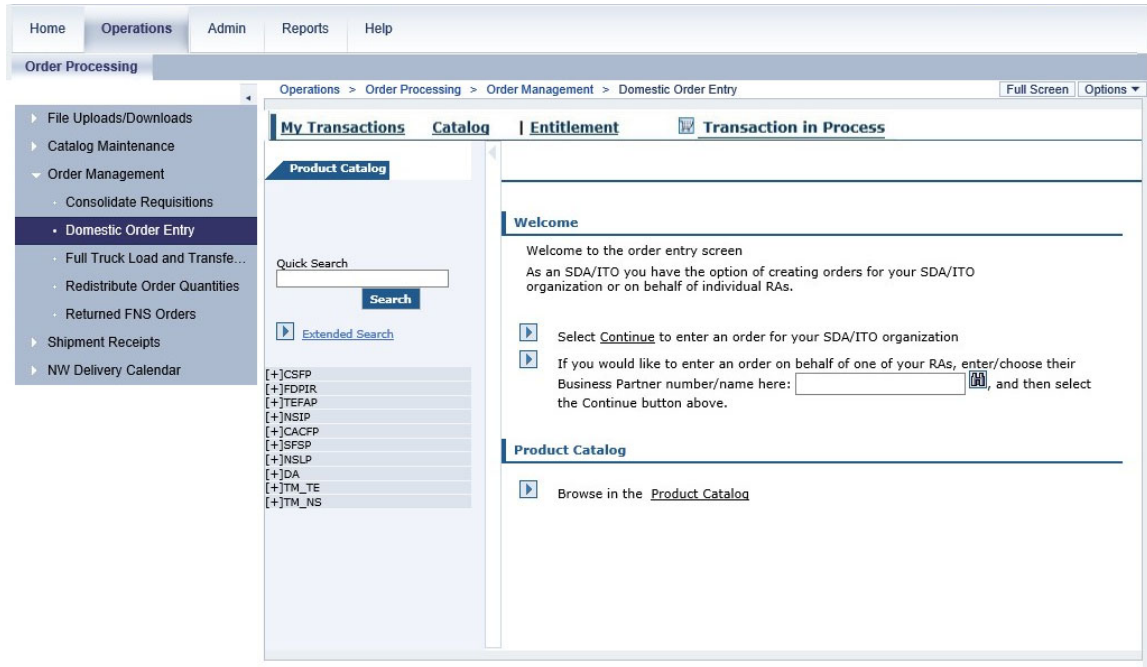 Home Operations Admin Reports Help
Order Processing
Operations > Order Processing > Order Management > Domestic Order Entry
Full Screen Options
File Uploads/Downloads
Catalog Maintenance
Order Management
Consolidate Requisitions
Domestic Order Entry
Full Truck Load and Transfe...
Redistribute Order Quantities
Returned FNS Orders
Shipment Receipts
NW Delivery Calendar
My Transactions Catalog | Entitlement Transaction in Process
Product Catalog
Quick Search
Search
Extended Search
[+]CSFP
[+]FDPIR
[+]TEFAP
[+]NSIP
[+]CACFP
[+]SFSP
[+]NSLP
[+]DA
[+]TM_TE
[+]TM_NS
Welcome
Welcome to the order entry screen
As an SDA/ITO you have the option of creating orders for your SDA/ITO
organization or on behalf of individual RAs.
Select Continue to enter an order for your SDA/ITO organization
If you would like to enter an order on behalf of one of your RAs, enter/choose their
Business Partner number/name here: , and then select
the Continue button above.
Product Catalog
Browse in the Product Catalog